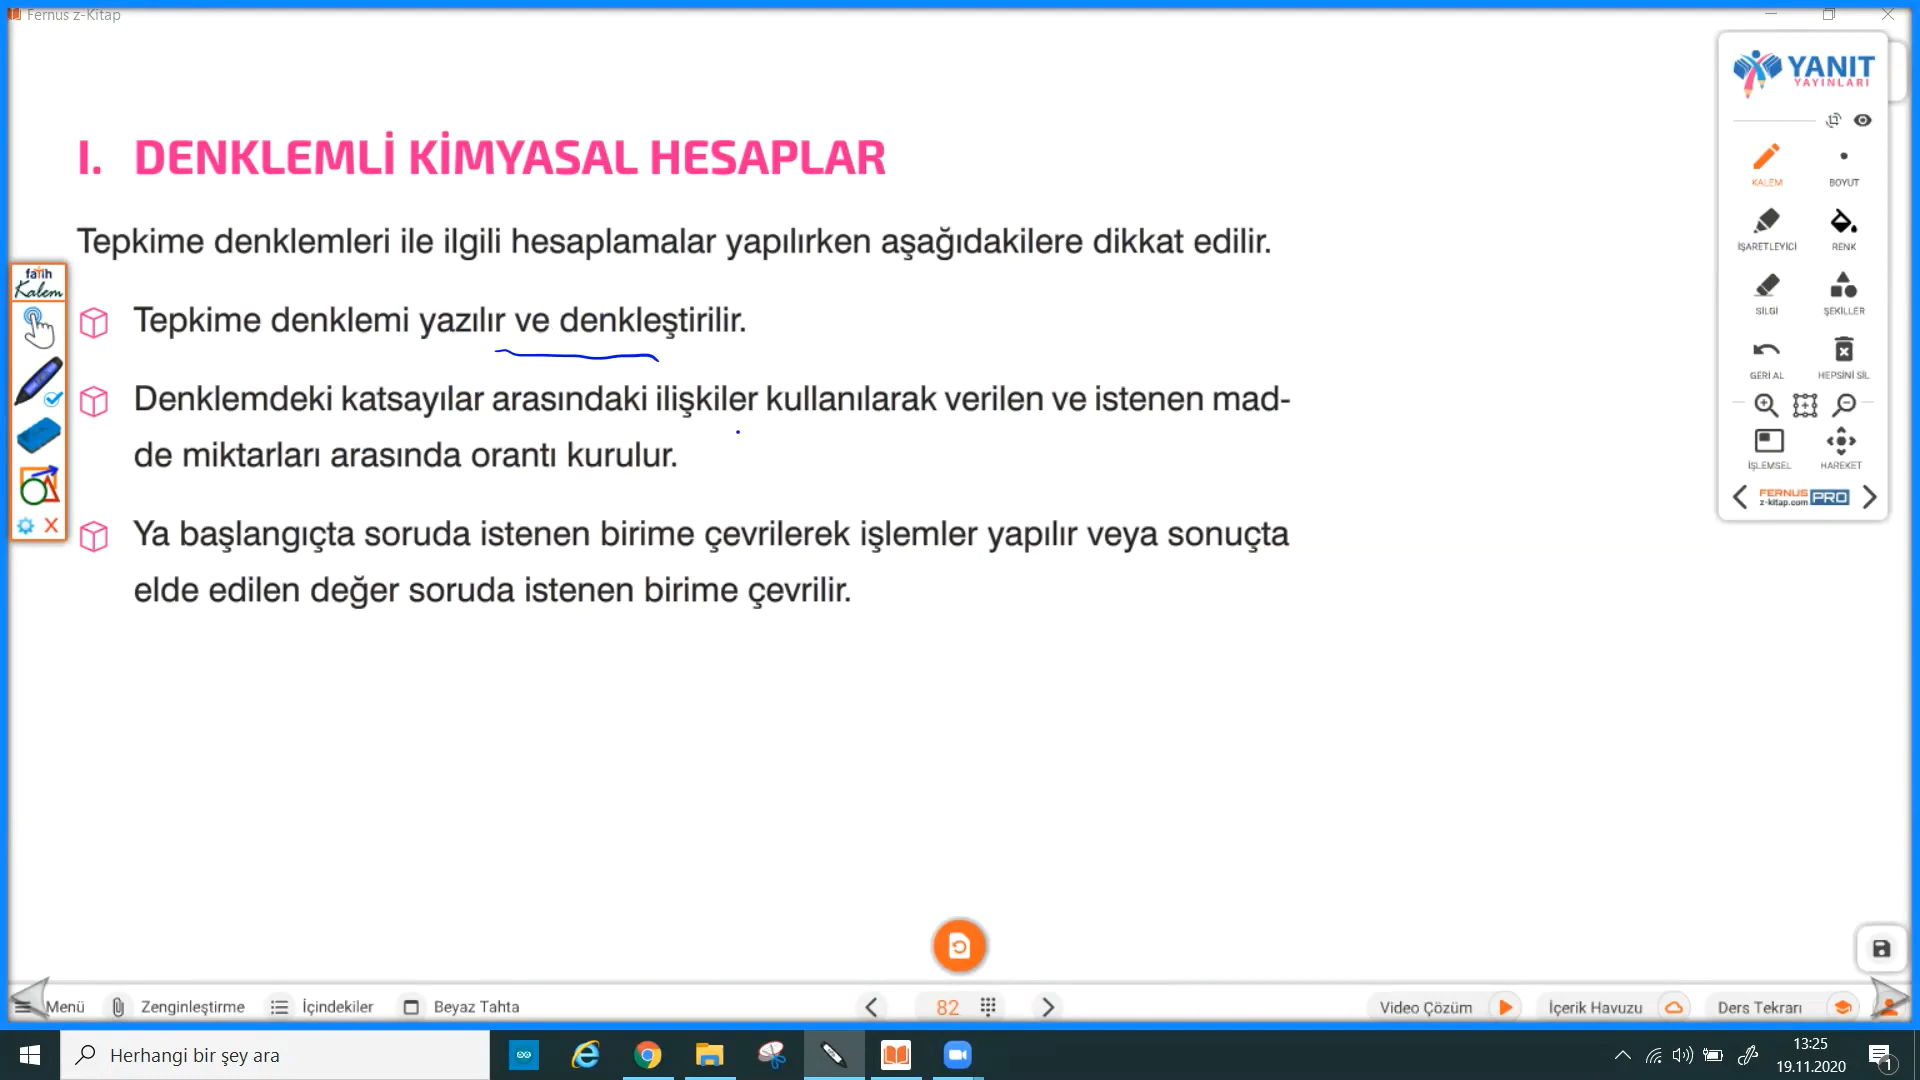 Fernus z-Kitap
YANIT
YAYINLARI
I. DENKLEMLİ KİMYASAL HESAPLAR
Tepkime denklemleri ile ilgili hesaplamalar yapılırken aşağıdakilere dikkat edilir.
Tepkime denklemi yazılır ve denkleştirilir.
Denklemdeki katsayılar arasındaki ilişkiler kullanılarak verilen ve istenen mad-
de miktarları arasında orantı kurulur.
Ya başlangıçta soruda istenen birime çevrilerek işlemler yapılır veya sonuçta
elde edilen değer soruda istenen birime çevrilir.
fatih
Kalem
KALEM BOYUT
İŞARETLEYİCİ RENK
SİLGİ ŞEKİLLER
GERİ AL HEPSİNİ SİL
İŞLEMSEL HAREKET
FERNUS PRO
z-kitap.com
Menü Zenginleştirme İçindekiler Beyaz Tahta 82 Video Çözüm İçerik Havuzu Ders Tekrarı
Herhangi bir şey ara
13:25
19.11.2020
1